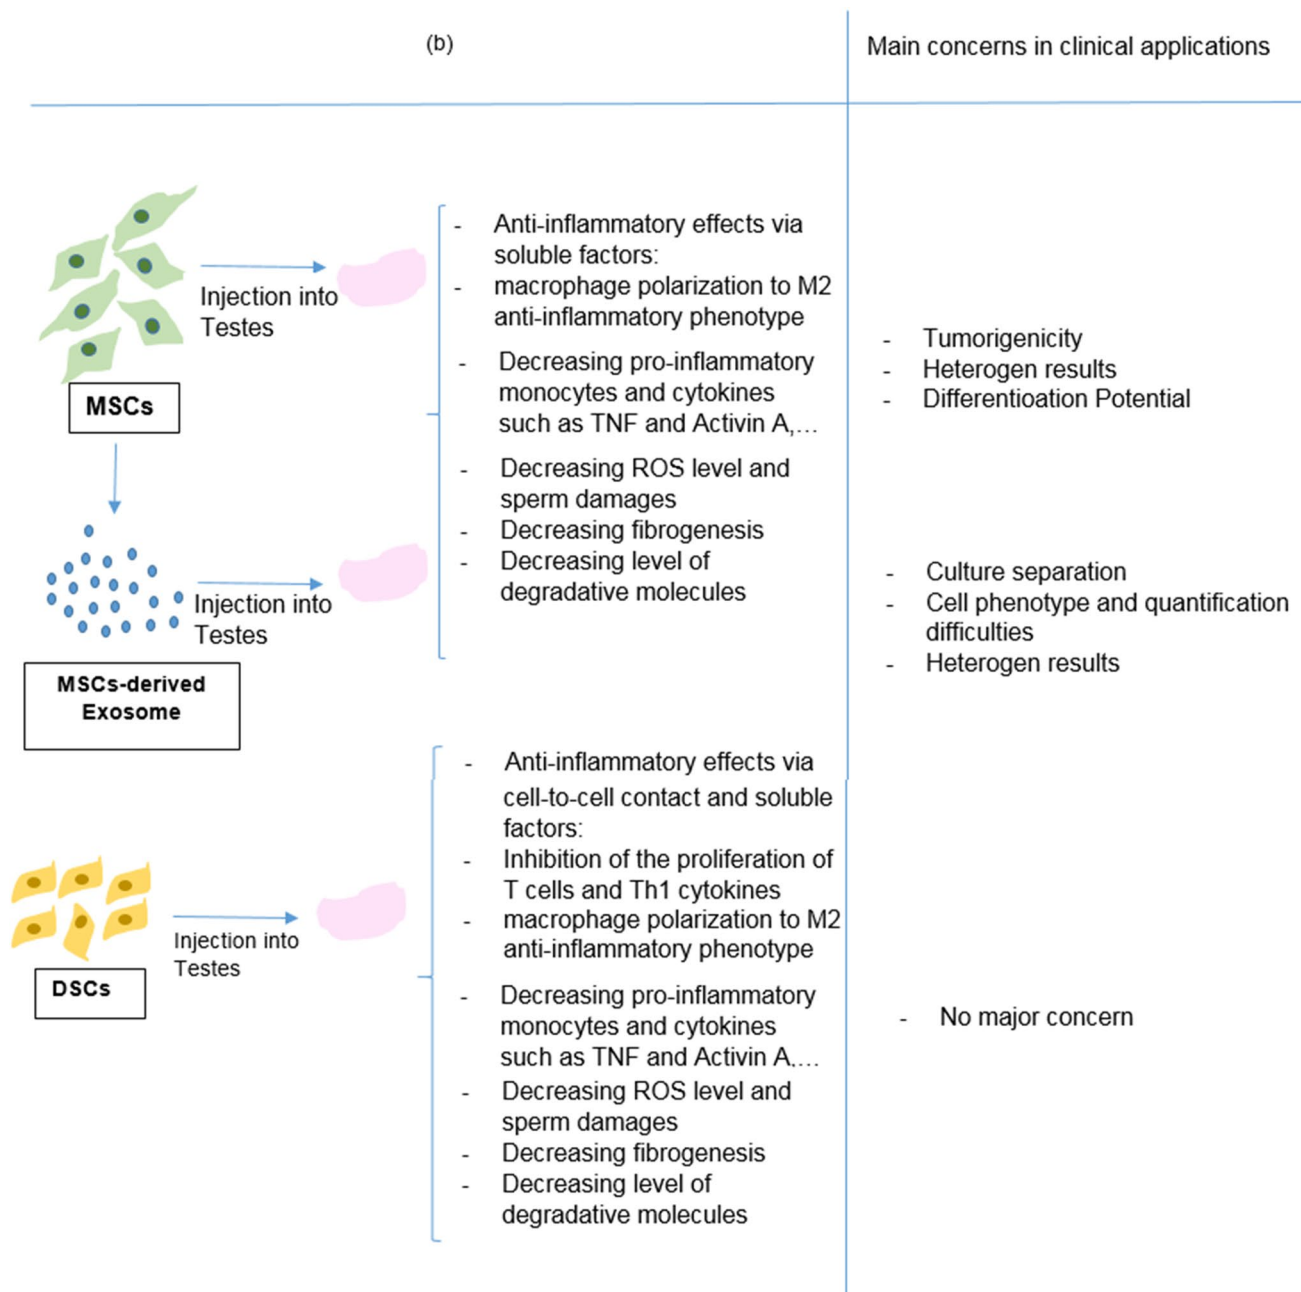 (b)
Main concerns in clinical applications
Injection into
Testes
MSCs
- Anti-inflammatory effects via
soluble factors:
- macrophage polarization to M2
anti-inflammatory phenotype
- Decreasing pro-inflammatory
monocytes and cytokines
such as TNF and Activin A,...
- Decreasing ROS level and
sperm damages
- Decreasing fibrogenesis
- Decreasing level of
degradative molecules
- Tumorigenicity
- Heterogen results
- Differentioation Potential
Injection into
Testes
MSCs-derived
Exosome
- Culture separation
- Cell phenotype and quantification
difficulties
- Heterogen results
Injection into
Testes
DSCs
- Anti-inflammatory effects via
cell-to-cell contact and soluble
factors:
- Inhibition of the proliferation of
T cells and Th1 cytokines
- macrophage polarization to M2
anti-inflammatory phenotype
- Decreasing pro-inflammatory
monocytes and cytokines
such as TNF and Activin A,...
- Decreasing ROS level and
sperm damages
- Decreasing fibrogenesis
- Decreasing level of
degradative molecules
- No major concern